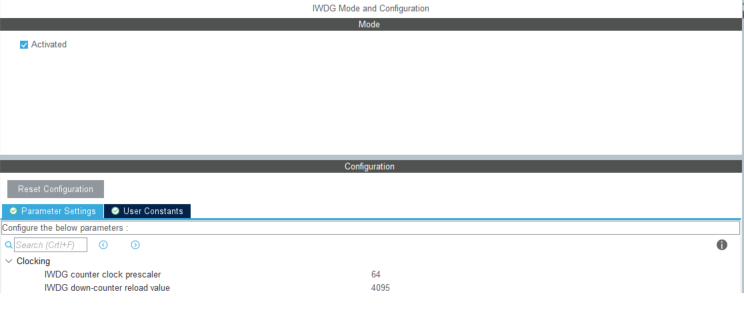 IWDG Mode and Configuration
Mode
Activated
Configuration
Reset Configuration
Parameter Settings User Constants
Configure the below parameters :
Search (Crtl+F)
Clocking
IWDG counter clock prescaler 64
IWDG down-counter reload value 4095